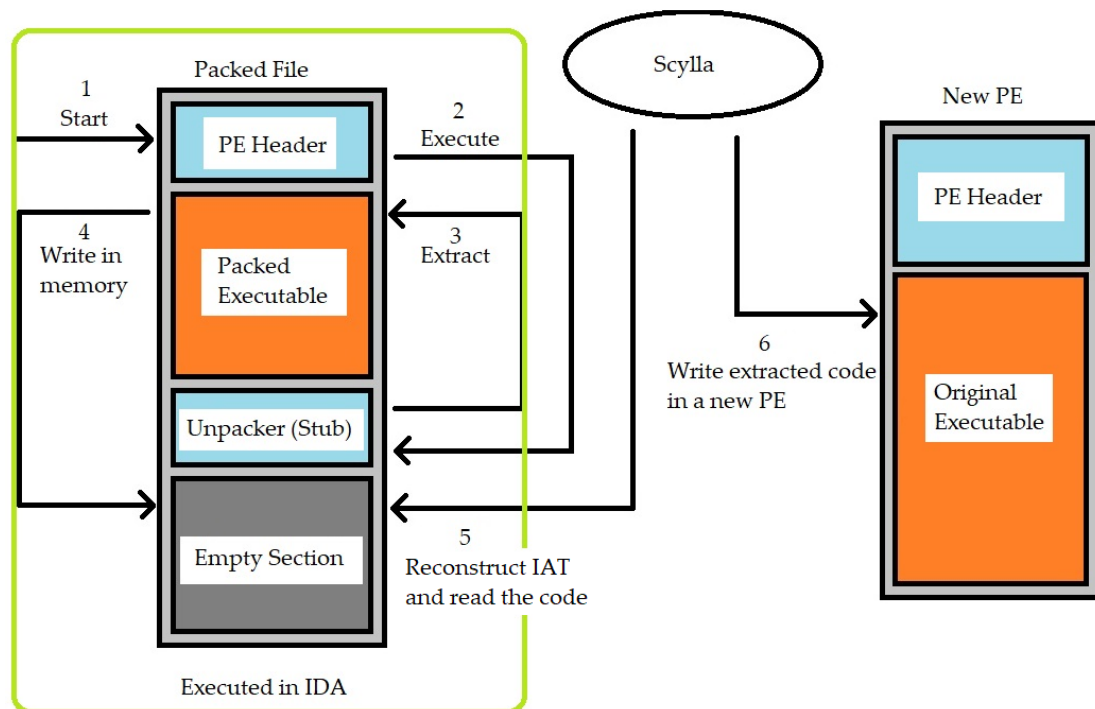 Packed File
1
Start
PE Header
2
Execute
4
Write in
memory
Packed
Executable
3
Extract
Unpacker (Stub)
Empty Section
Executed in IDA
Scylla
5
Reconstruct IAT
and read the code
6
Write extracted code
in a new PE
New PE
PE Header
Original
Executable